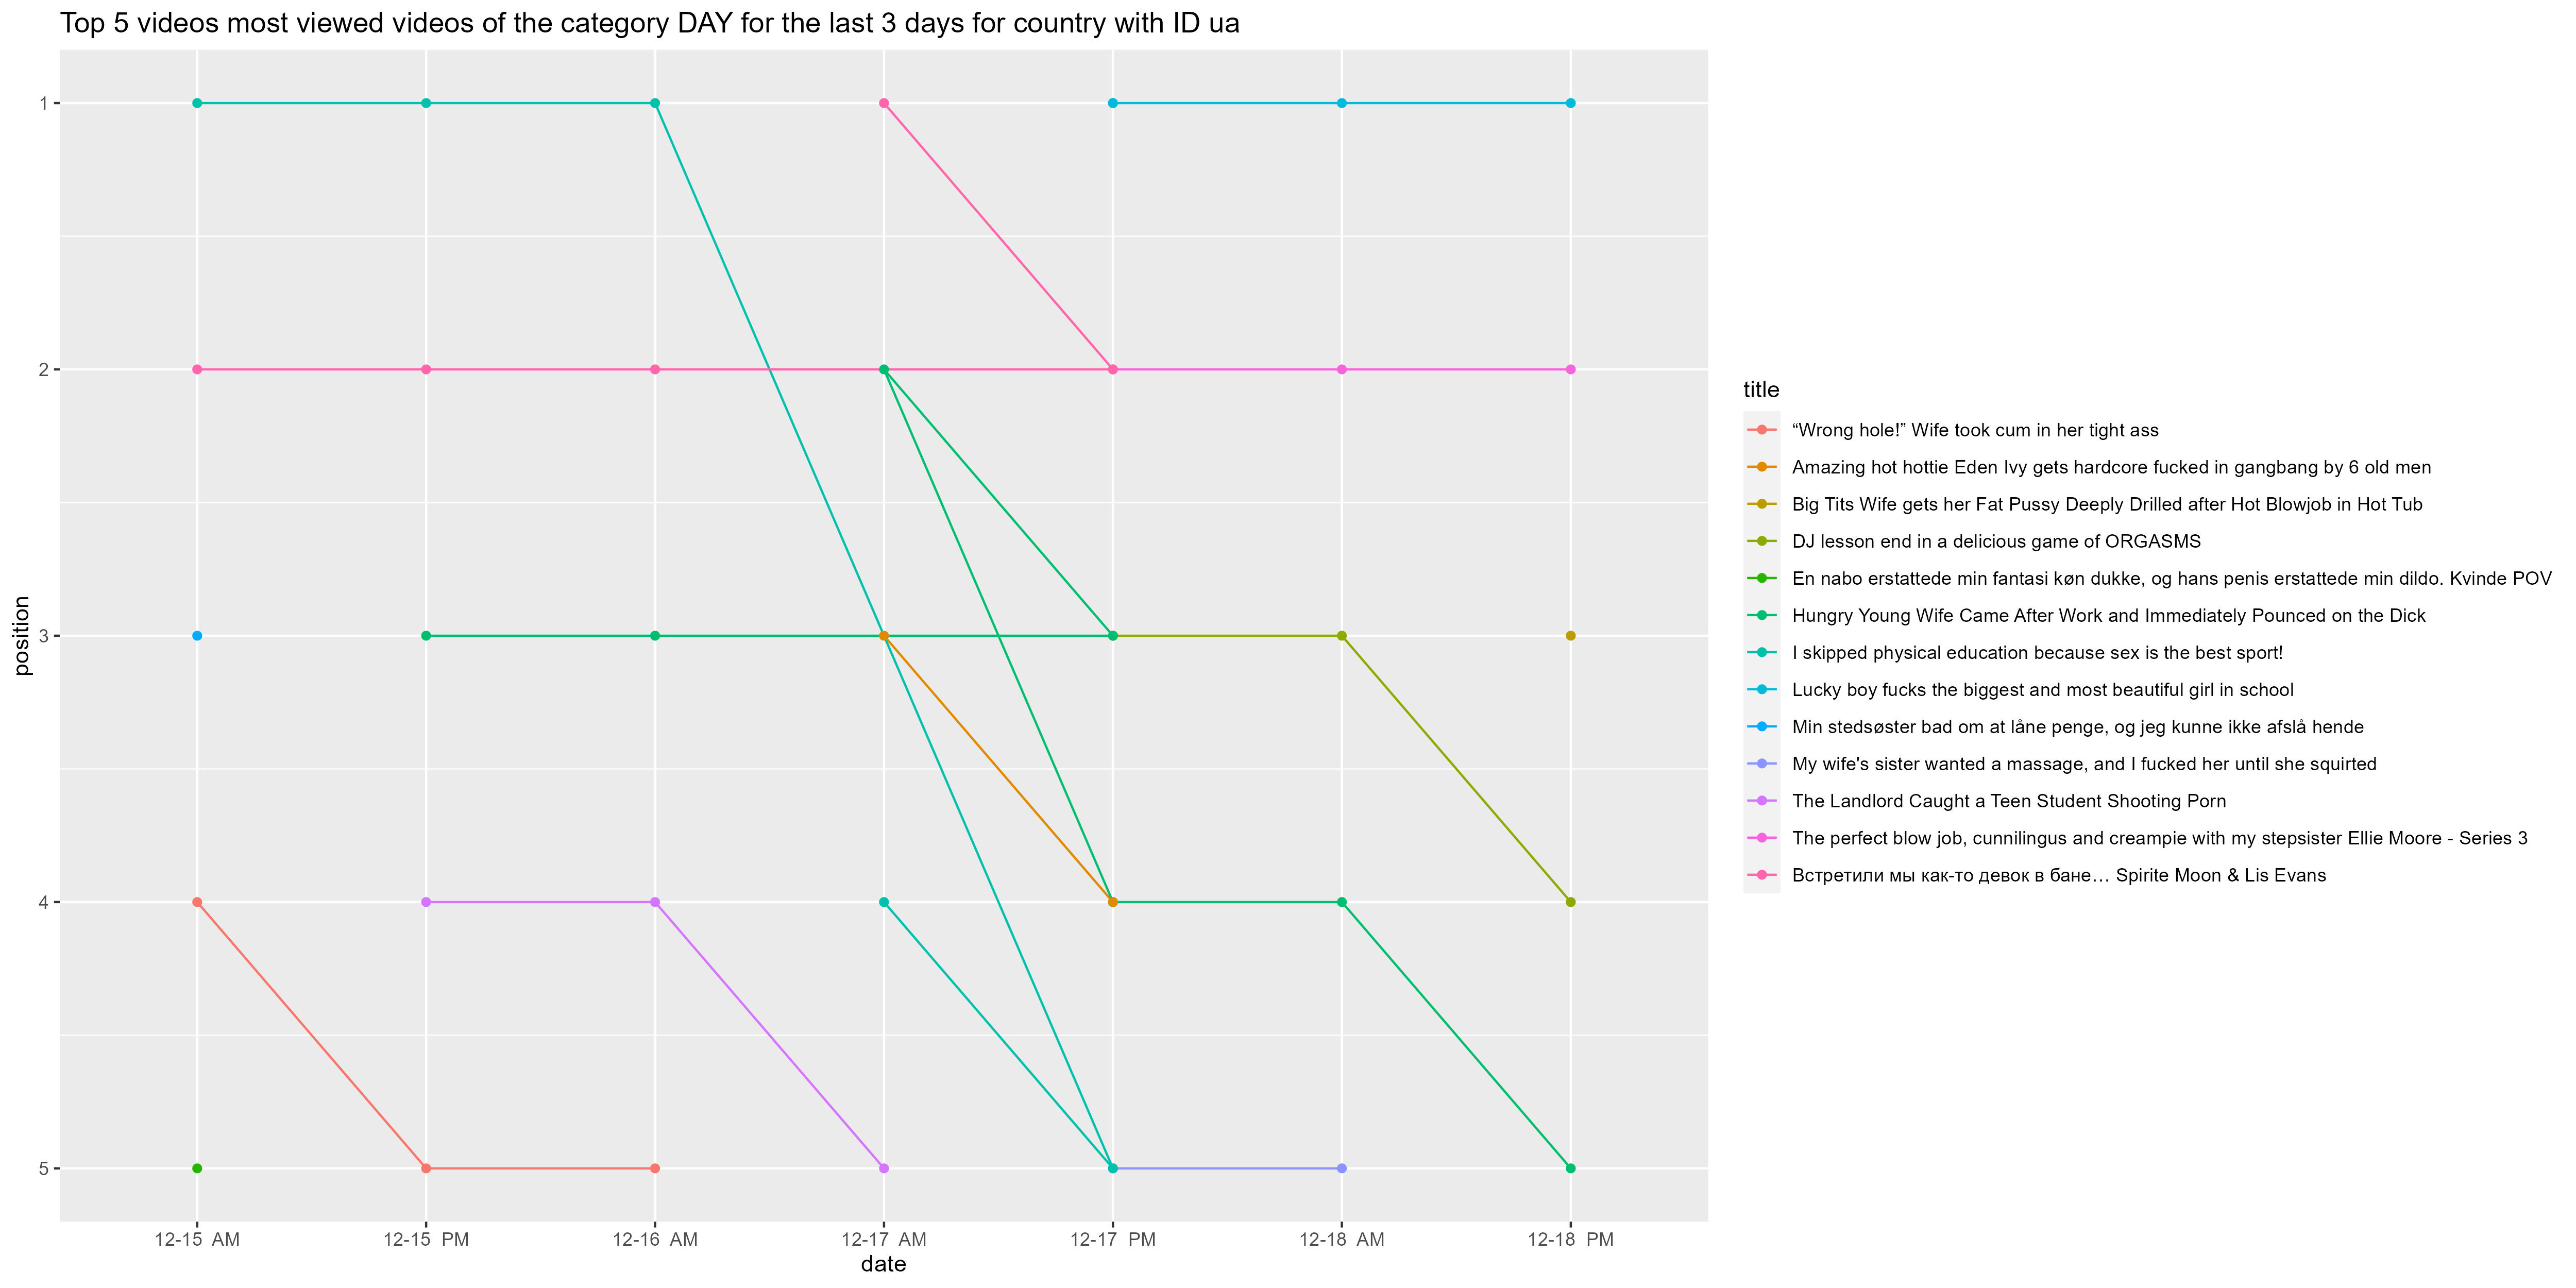 Top 5 videos most viewed videos of the category DAY for the last 3 days for country with ID ua
position
1
2
3
4
5
12-15 AM
12-15 PM
12-16 AM
12-17 AM
12-17 PM
12-18 AM
12-18 PM
date
title
“Wrong hole!” Wife took cum in her tight ass
Amazing hot hottie Eden Ivy gets hardcore fucked in gangbang by 6 old men
Big Tits Wife gets her Fat Pussy Deeply Drilled after Hot Blowjob in Hot Tub
DJ lesson end in a delicious game of ORGASMS
En nabo erstattede min fantasi køn dukke, og hans penis erstattede min dildo. Kvinde POV
Hungry Young Wife Came After Work and Immediately Pounced on the Dick
I skipped physical education because sex is the best sport!
Lucky boy fucks the biggest and most beautiful girl in school
Min stedsøster bad om at låne penge, og jeg kunne ikke afslå hende
My wife's sister wanted a massage, and I fucked her until she squirted
The Landlord Caught a Teen Student Shooting Porn
The perfect blow job, cunnilingus and creampie with my stepsister Ellie Moore - Series 3
Встретили мы как-то девок в бане… Spirite Moon & Lis Evans